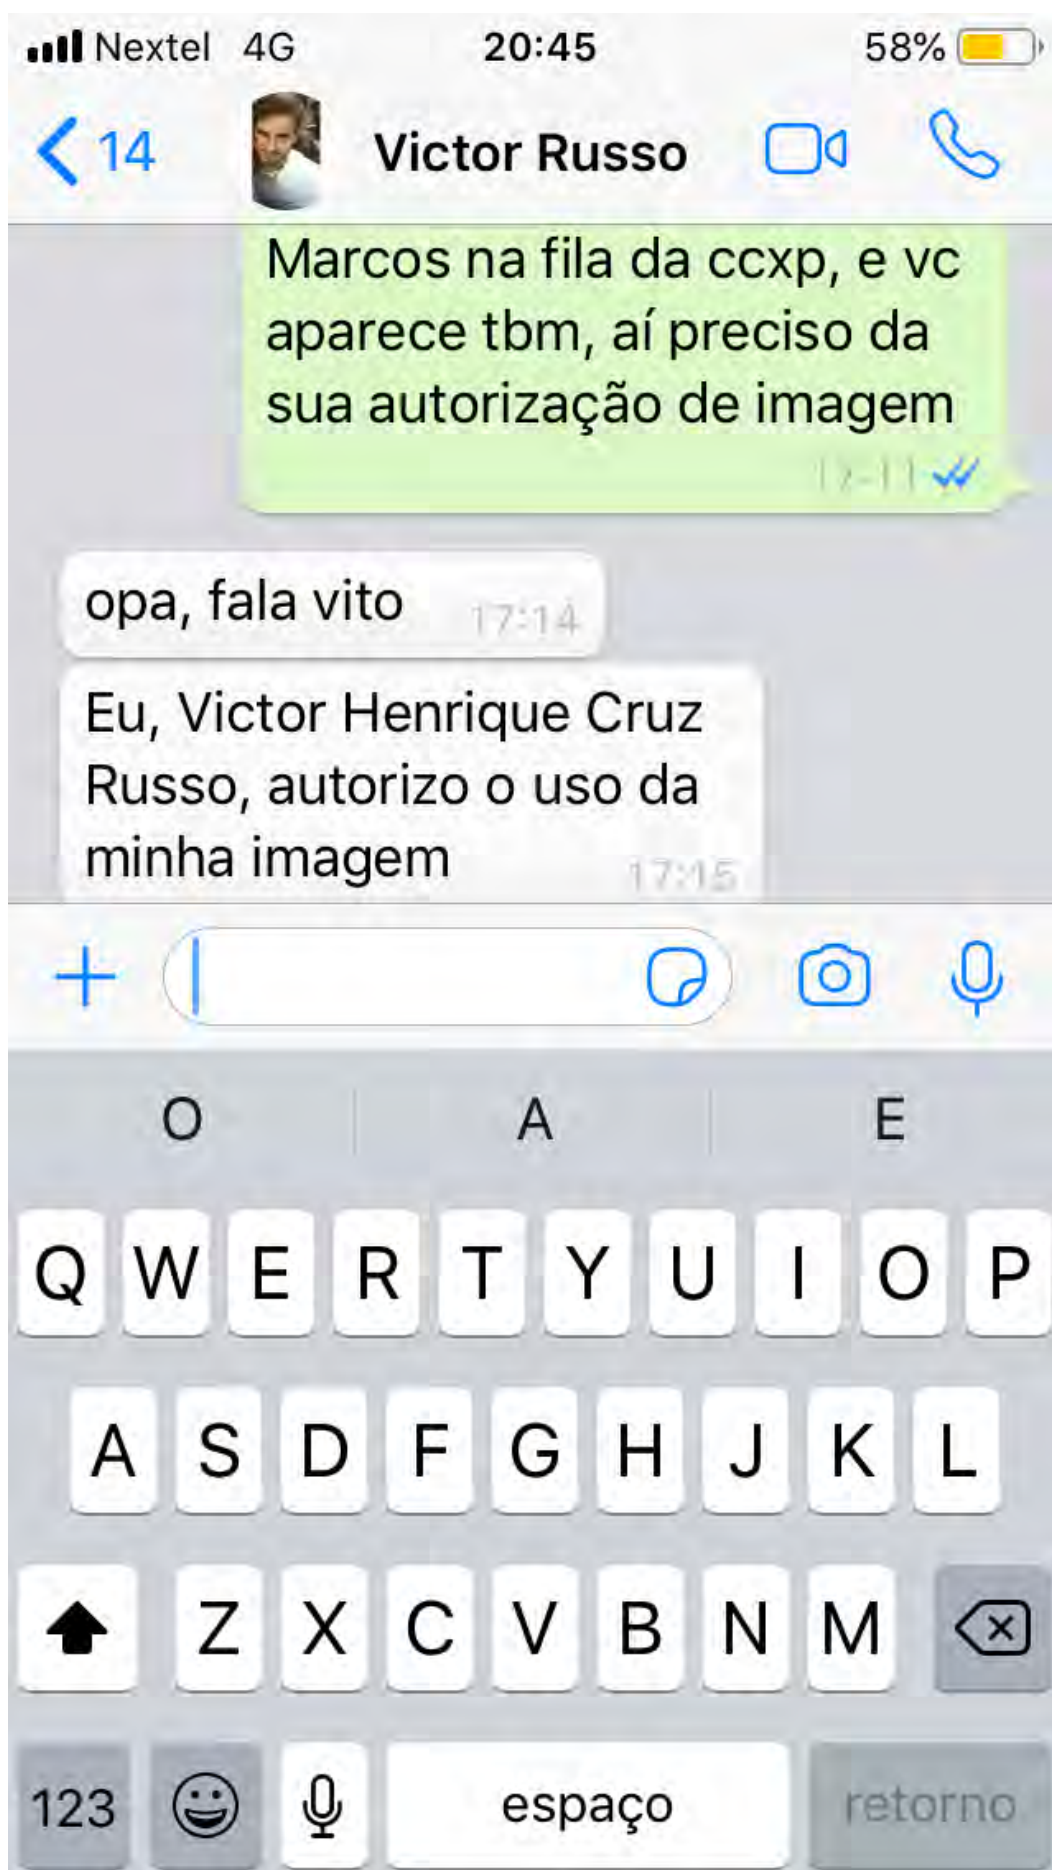 Nextel 4G 20:45 58%
14 Victor Russo
Marcos na fila da ccxp, e vc
aparece tbm, aí preciso da
sua autorização de imagem
17:11
opa, fala vito 17:14
Eu, Victor Henrique Cruz
Russo, autorizo o uso da
minha imagem 17:15
O A E
Q W E R T Y U I O P
A S D F G H J K L
Z X C V B N M
123 espaço retorno